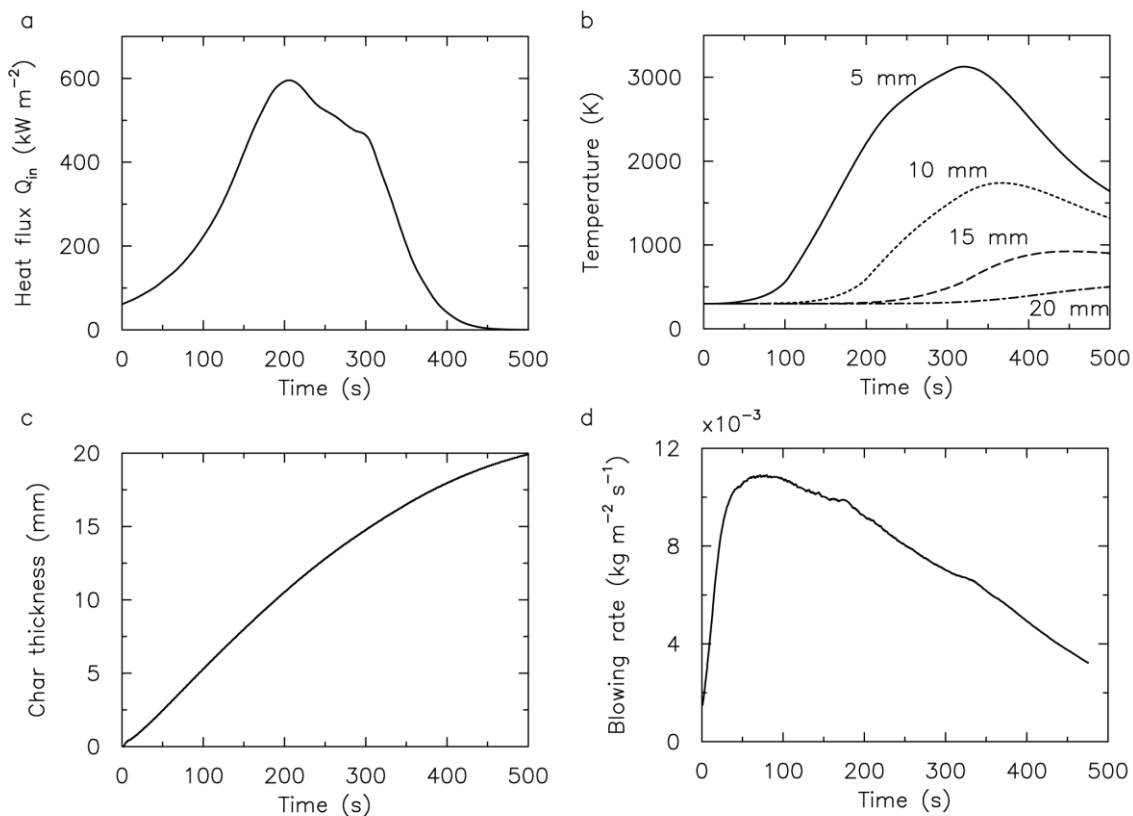 a
Heat flux Q_in (kW m⁻²)
600
400
200
0
0 100 200 300 400 500
Time (s)
b
Temperature (K)
3000
2000
1000
0
5 mm
10 mm
15 mm
20 mm
0 100 200 300 400 500
Time (s)
c
Char thickness (mm)
20
15
10
5
0
0 100 200 300 400 500
Time (s)
d
×10⁻³
Blowing rate (kg m⁻² s⁻¹)
12
8
4
0
0 100 200 300 400 500
Time (s)